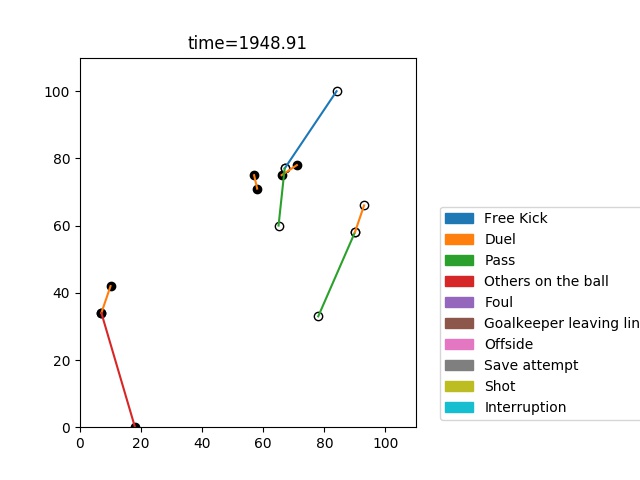 time=1948.91
100
80
60
40
20
0
0 20 40 60 80 100
Free Kick
Duel
Pass
Others on the ball
Foul
Goalkeeper leaving lin
Offside
Save attempt
Shot
Interruption